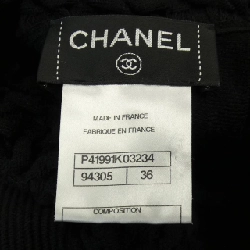 CHANEL
MADE IN FRANCE
FABRIQUE EN FRANCE
P41991K03234
94305 36
COMPOSITION